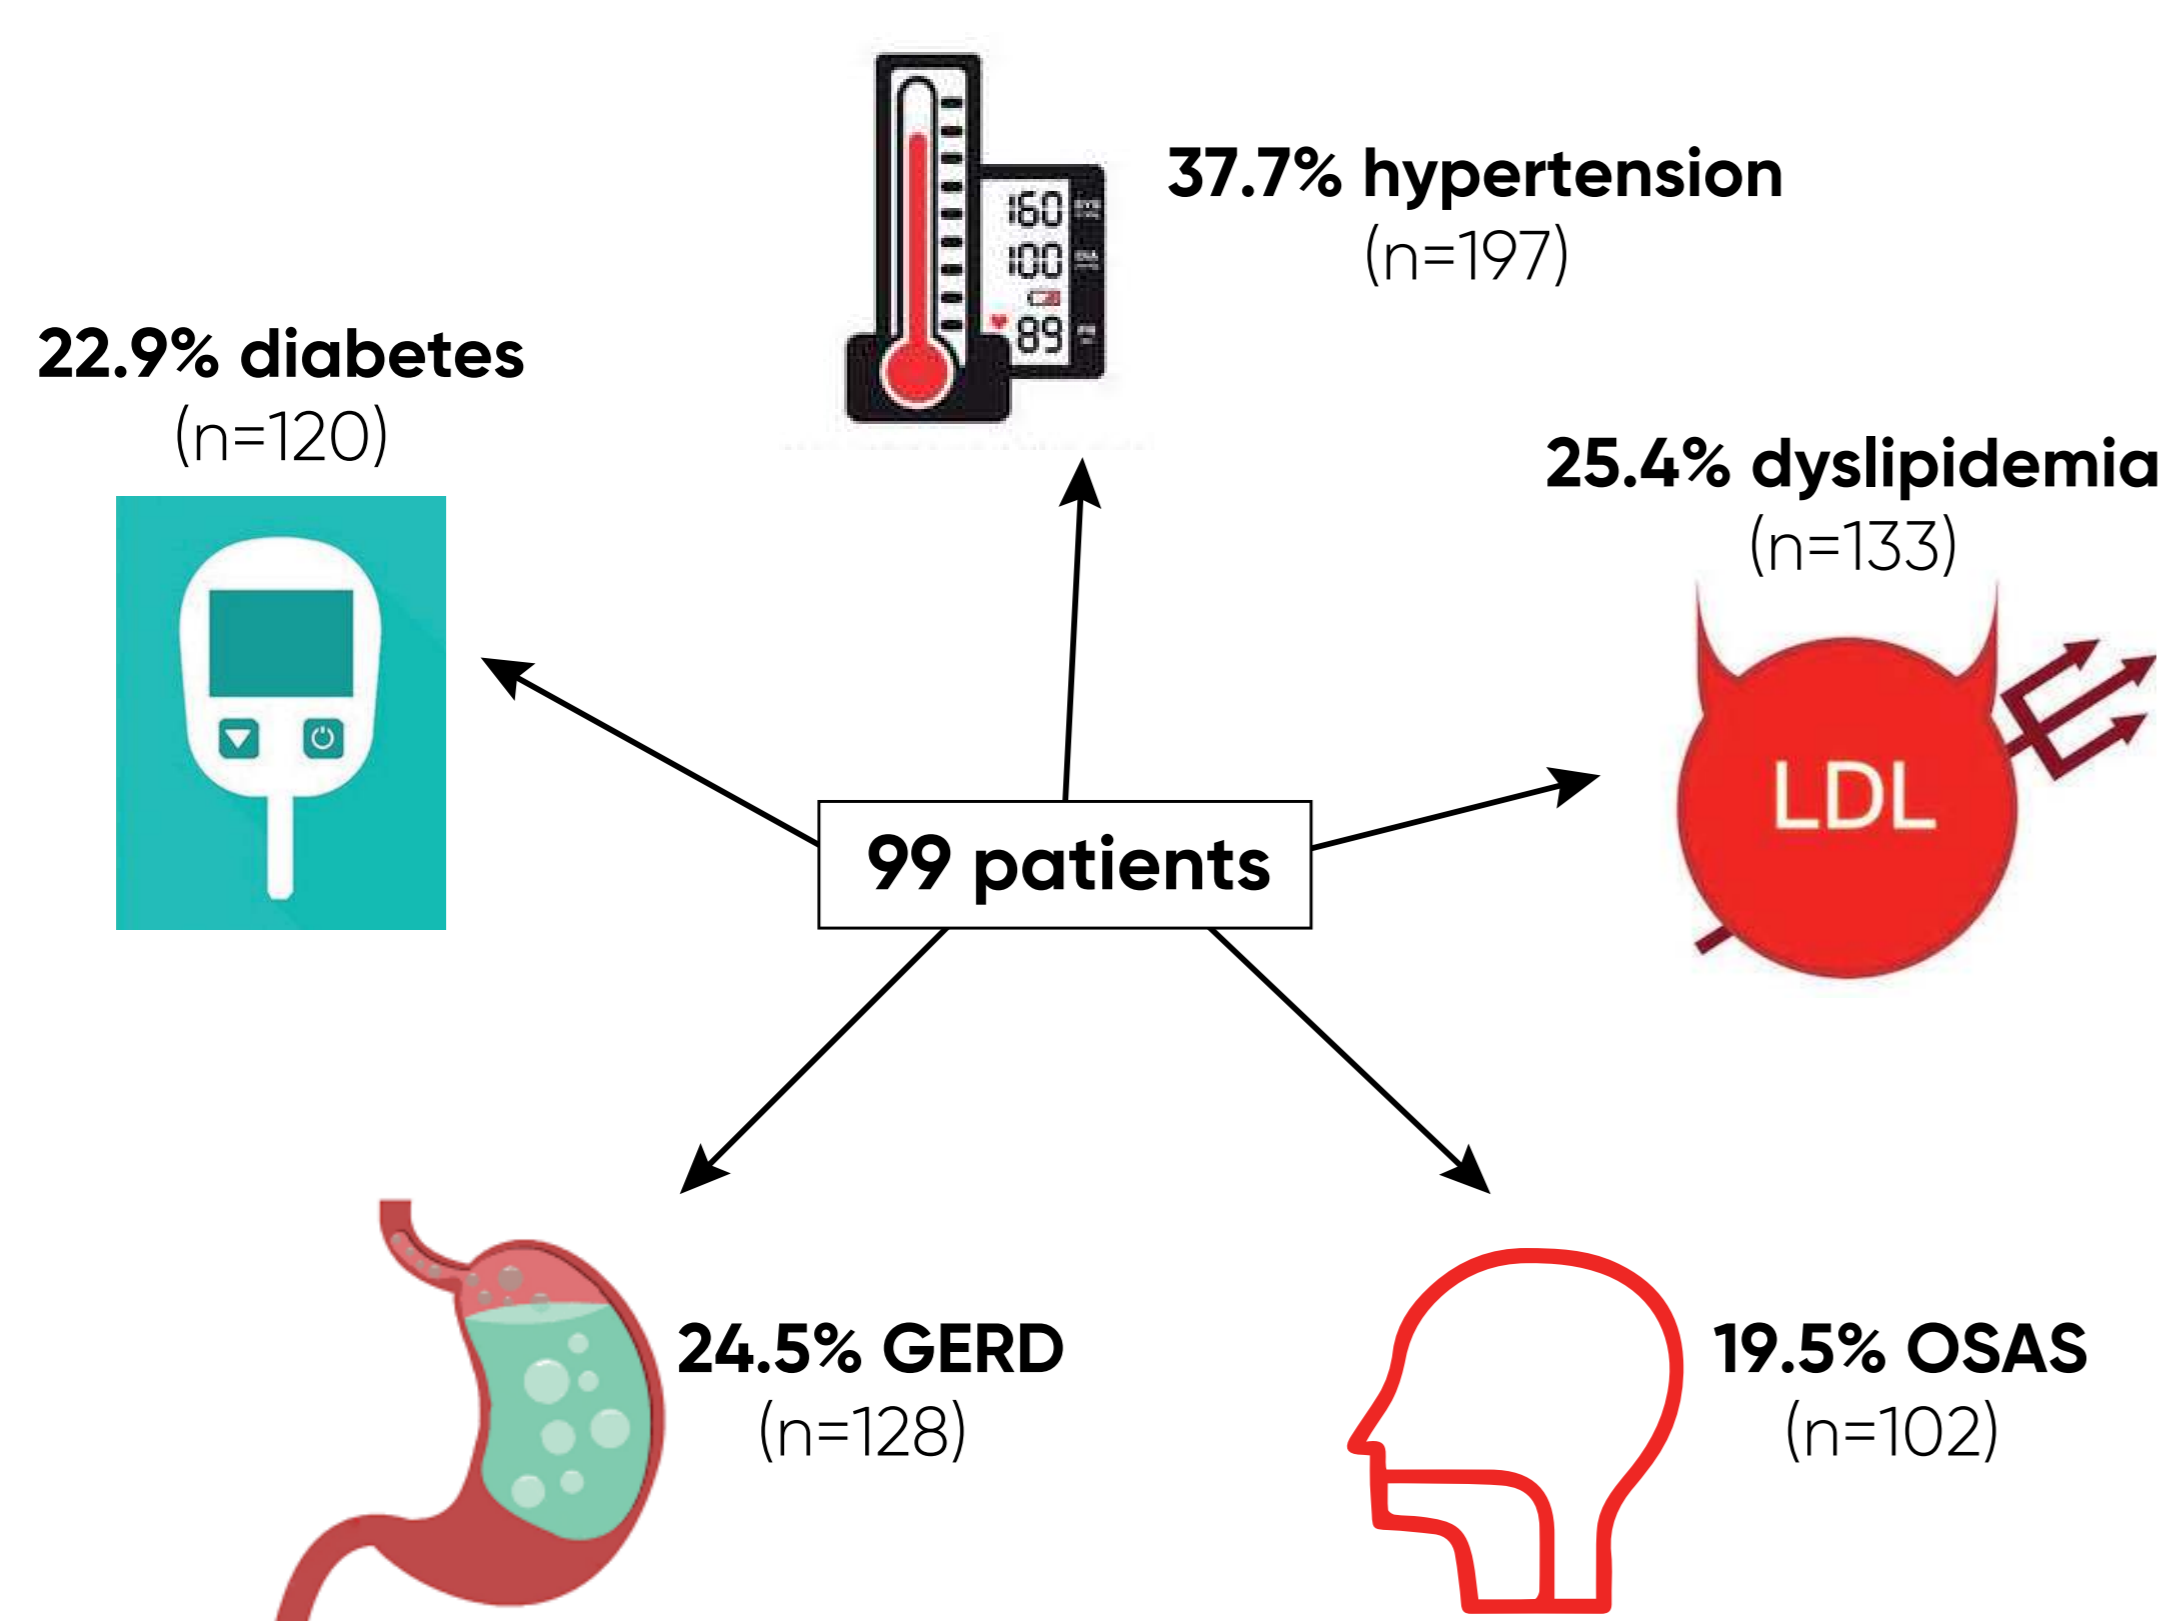 37.7% hypertension
(n=197)
160
100
89
22.9% diabetes
(n=120)
25.4% dyslipidemia
(n=133)
LDL
99 patients
24.5% GERD
(n=128)
19.5% OSAS
(n=102)